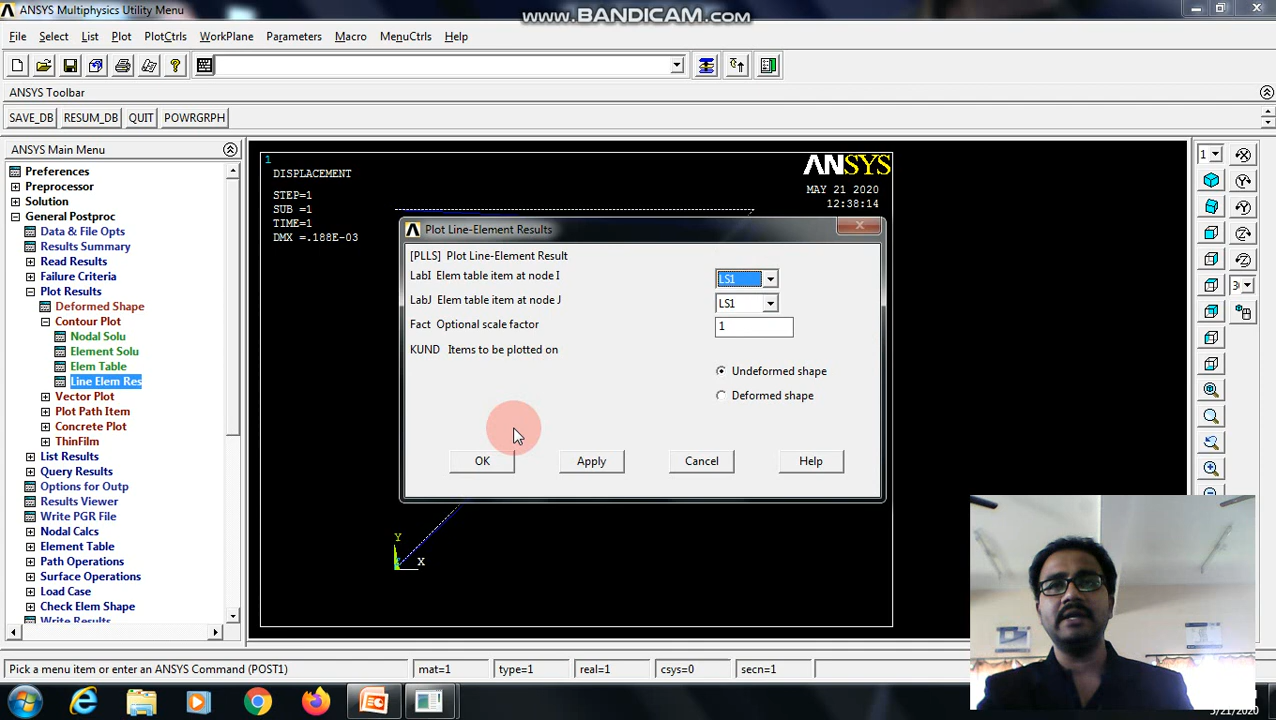 ANSYS Multiphysics Utility Menu
www.BANDICAM.com
File Select List Plot PlotCtrls WorkPlane Parameters Macro MenuCtrls Help
ANSYS Toolbar
SAVE_DB RESUM_DB QUIT POWRGRPH
ANSYS Main Menu
Preferences
Preprocessor
Solution
General Postproc
Data & File Opts
Results Summary
Read Results
Failure Criteria
Plot Results
Deformed Shape
Contour Plot
Nodal Solu
Element Solu
Elem Table
Line Elem Res
Vector Plot
Plot Path Item
Concrete Plot
ThinFilm
List Results
Query Results
Options for Outp
Results Viewer
Write PGR File
Nodal Calcs
Element Table
Path Operations
Surface Operations
Load Case
Check Elem Shape
Write Results
1
DISPLACEMENT
STEP=1
SUB =1
TIME=1
DMX =.188E-03
ANSYS
MAY 21 2020
12:38:14
Plot Line-Element Results
[PLLS] Plot Line-Element Result
LabI Elem table item at node I LS1
LabJ Elem table item at node J LS1
Fact Optional scale factor 1
KUND Items to be plotted on
Undeformed shape
Deformed shape
OK Apply Cancel Help
Y
X
1
Pick a menu item or enter an ANSYS Command (POST1) mat=1 type=1 real=1 csys=0 secn=1
5/21/2020